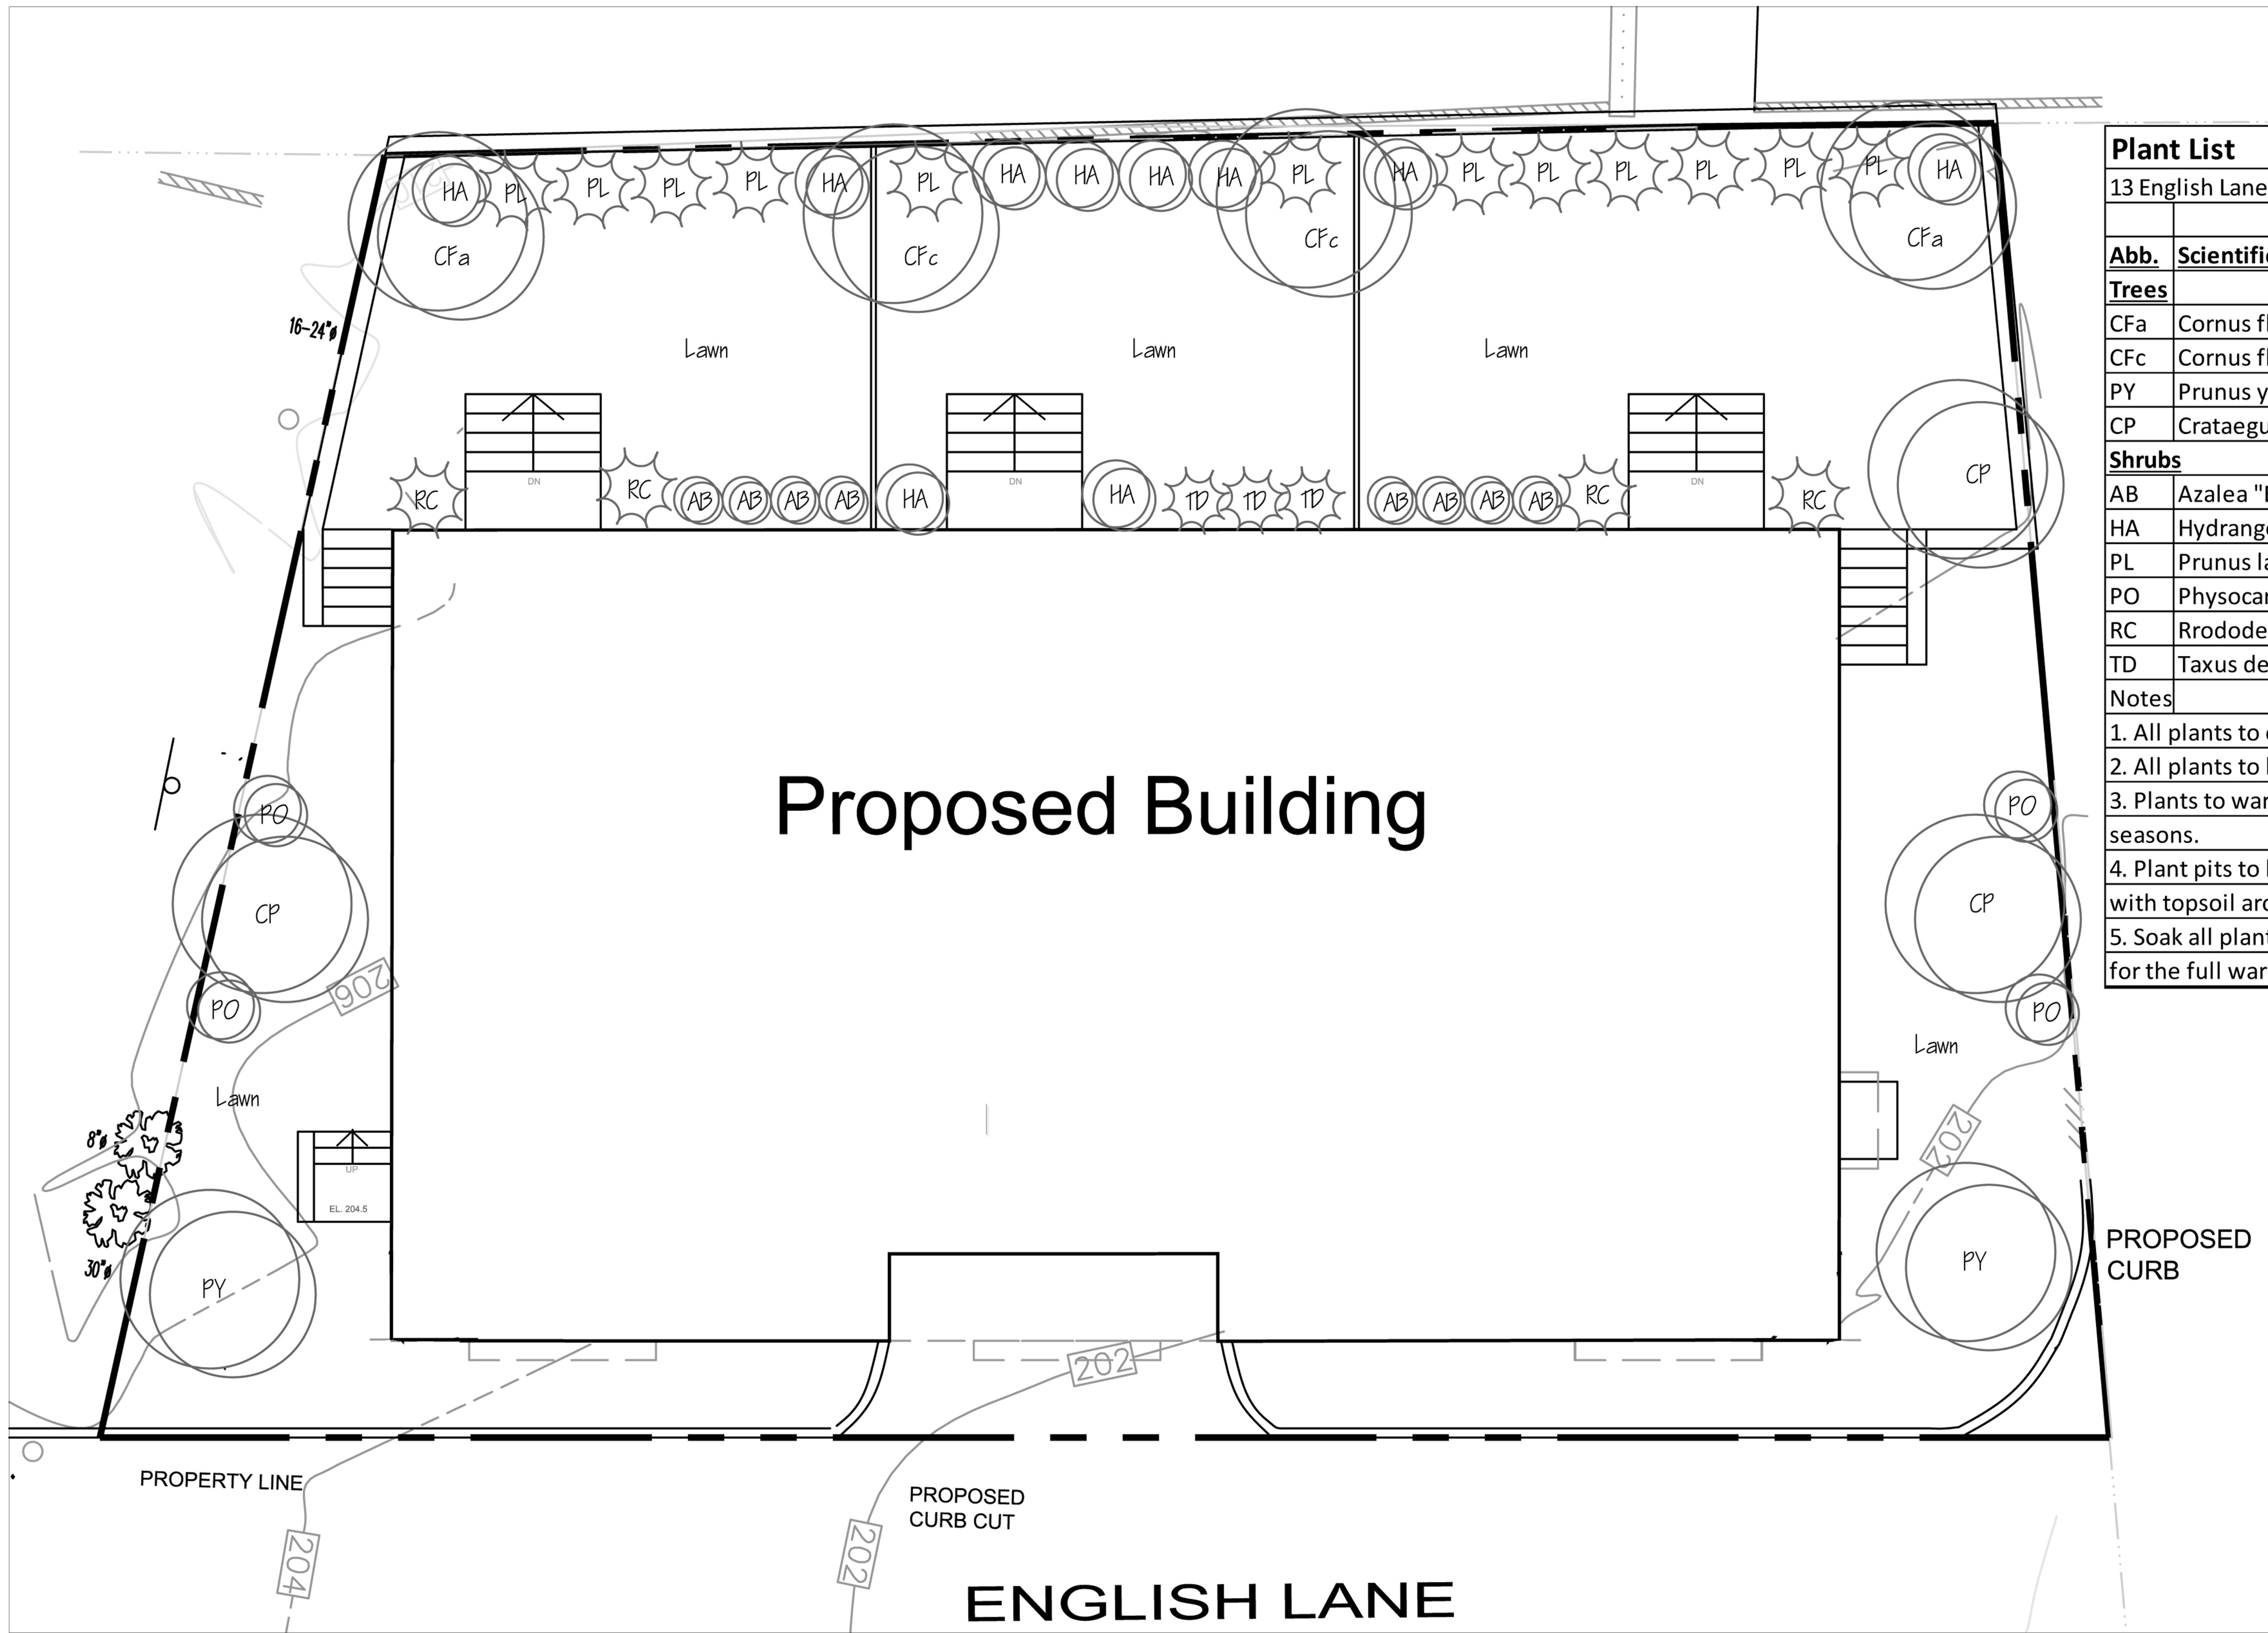 HA PL PL PL PL HA PL HA HA HA HA PL HA PL PL PL PL PL PL HA
CFa CFc CFc CFa
16-24"ø
Lawn Lawn Lawn
DN DN DN
RC RC AB AB AB AB HA HA TD TD TD AB AB AB AB RC RC
CP
Proposed Building
PO PO
CP CP
206
PO PO
Lawn
Lawn
8"ø
202
UP
EL. 204.5
30"ø
PY PY
PROPOSED
CURB
202
PROPERTY LINE
PROPOSED
CURB CUT
204
202
ENGLISH LANE
Plant List
13 English Lane
Abb. Scientifi
Trees
CFa Cornus fl
CFc Cornus fl
PY Prunus y
CP Crataegu
Shrubs
AB Azalea "
HA Hydrange
PL Prunus la
PO Physocar
RC Rrodode
TD Taxus de
Notes
1. All plants to
2. All plants to
3. Plants to war
seasons.
4. Plant pits to
with topsoil aro
5. Soak all plant
for the full war